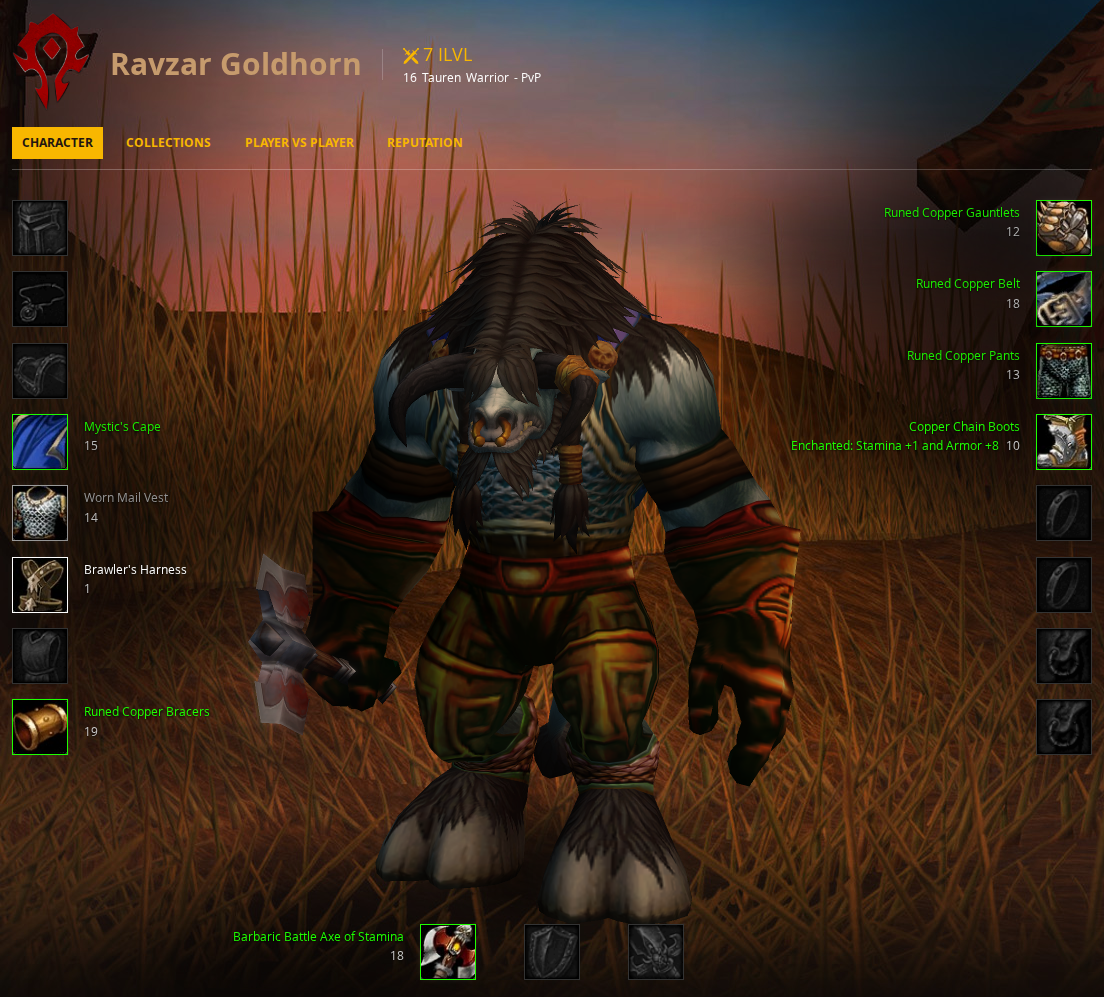 Ravzar Goldhorn
7 ILVL
16 Tauren Warrior - PvP
CHARACTER
COLLECTIONS
PLAYER VS PLAYER
REPUTATION
Mystic's Cape
15
Worn Mail Vest
14
Brawler's Harness
1
Runed Copper Bracers
19
Runed Copper Gauntlets
12
Runed Copper Belt
18
Runed Copper Pants
13
Copper Chain Boots
Enchanted: Stamina +1 and Armor +8 10
Barbaric Battle Axe of Stamina
18